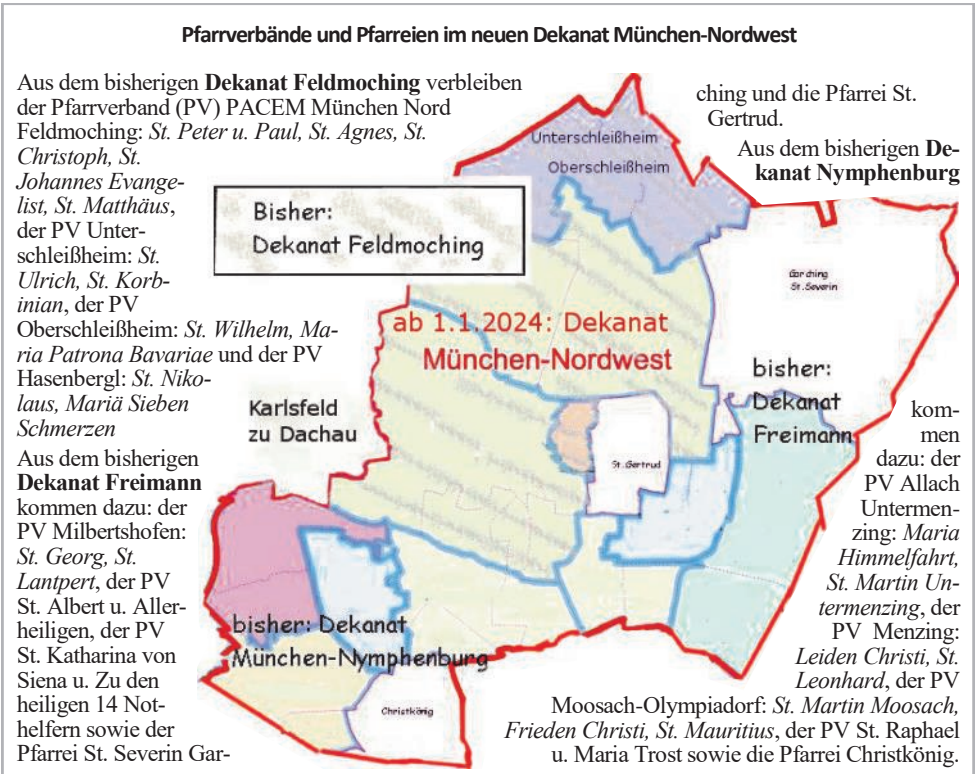 Pfarrverbände und Pfarreien im neuen Dekanat München-Nordwest
Aus dem bisherigen Dekanat Feldmoching verbleiben
der Pfarrverband (PV) PACEM München Nord
Feldmoching: St. Peter u. Paul, St. Agnes, St.
Christoph, St.
Johannes Evange-
list, St. Matthäus,
der PV Unter-
schleißheim: St.
Ulrich, St. Korb-
inian, der PV
Oberschleißheim: St. Wilhelm, Ma-
ria Patrona Bavariae und der PV
Hasenbergl: St. Niko-
laus, Mariä Sieben
Schmerzen
Aus dem bisherigen
Dekanat Freimann
kommen dazu: der
PV Milbertshofen:
St. Georg, St.
Lantpert, der PV
St. Albert u. Aller-
heiligen, der PV
St. Katharina von
Siena u. Zu den
heiligen 14 Not-
helfern sowie der
Pfarrei St. Severin Gar-
ching und die Pfarrei St.
Gertrud.
Aus dem bisherigen De-
kanat Nymphenburg
kom-
men
dazu: der
PV Allach
Untermen-
zing: Maria
Himmelfahrt,
St. Martin Un-
termenzing, der
PV Menzing:
Leiden Christi, St.
Leonhard, der PV
Moosach-Olympiadorf: St. Martin Moosach,
Frieden Christi, St. Mauritius, der PV St. Raphael
u. Maria Trost sowie die Pfarrei Christkönig.
Unterschleißheim
Oberschleißheim
Bisher:
Dekanat Feldmoching
Garching
St. Severin
ab 1.1.2024: Dekanat
München-Nordwest
bisher:
Dekanat
Freimann
Karlsfeld
zu Dachau
St. Gertrud
bisher: Dekanat
München-Nymphenburg
Christkönig